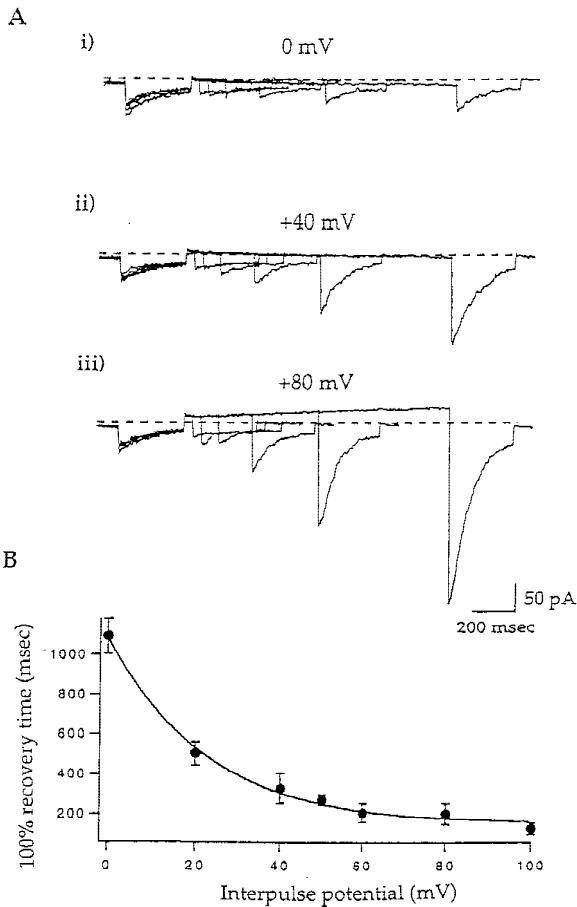 A
i)
0 mV
ii)
+40 mV
iii)
+80 mV
50 pA
200 msec
B
100% recovery time (msec)
1000
800
600
400
200
0 20 40 60 80 100
Interpulse potential (mV)